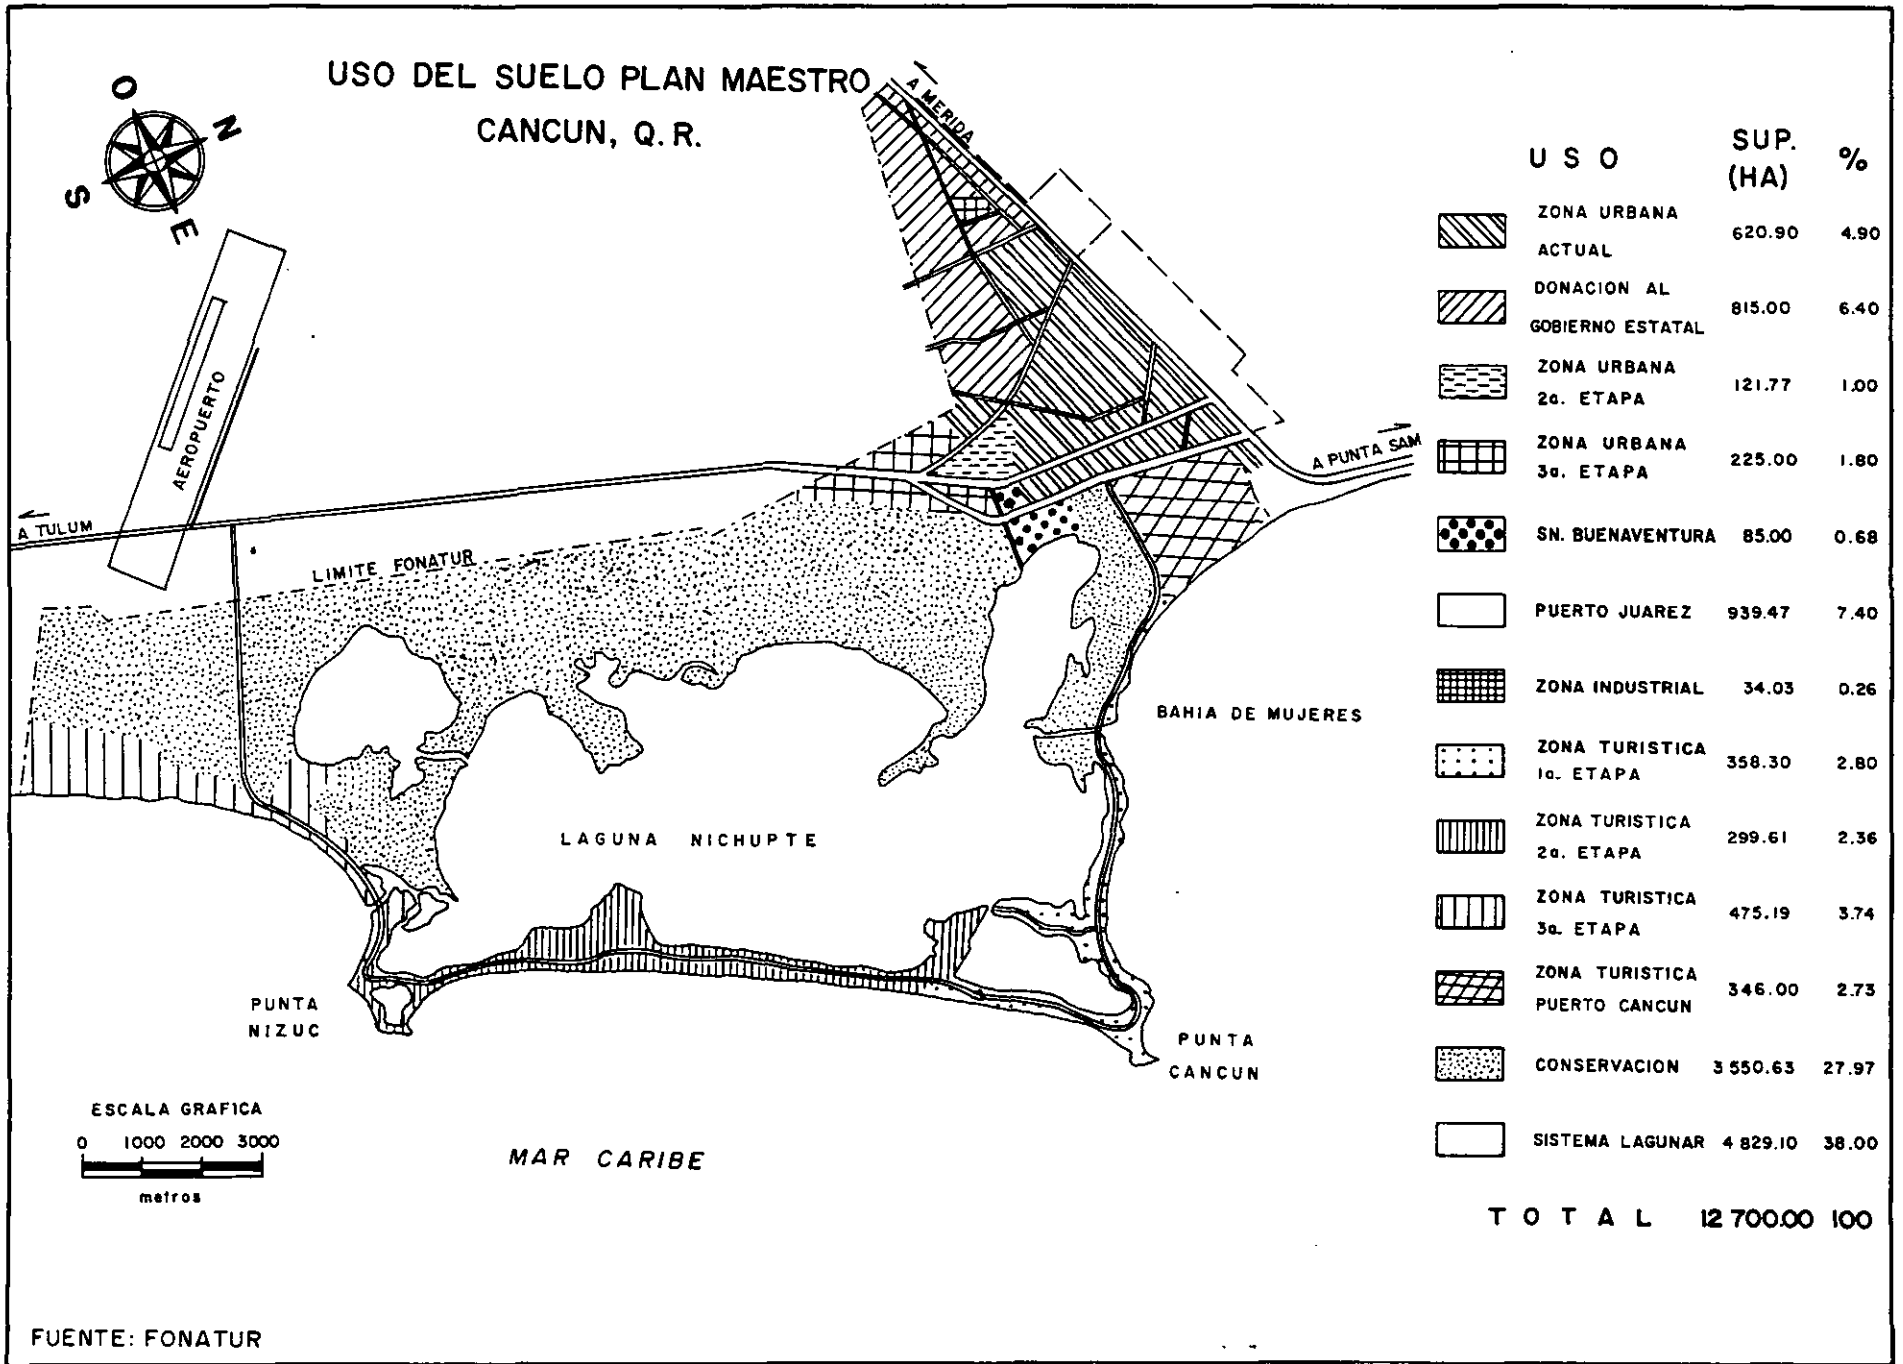 USO DEL SUELO PLAN MAESTRO
CANCUN, Q. R.
O
N
S
E
A MERIDA
AEROPUERTO
A TULUM
LIMITE FONATUR
A PUNTA SAM
BAHIA DE MUJERES
LAGUNA NICHUPTE
PUNTA
NIZUC
PUNTA
CANCUN
MAR CARIBE
ESCALA GRAFICA
0 1000 2000 3000
metros
USO SUP. (HA) %
ZONA URBANA
ACTUAL 620.90 4.90
DONACION AL
GOBIERNO ESTATAL 815.00 6.40
ZONA URBANA
2a. ETAPA 121.77 1.00
ZONA URBANA
3a. ETAPA 225.00 1.80
SN. BUENAVENTURA 85.00 0.68
PUERTO JUAREZ 939.47 7.40
ZONA INDUSTRIAL 34.03 0.26
ZONA TURISTICA
1a. ETAPA 358.30 2.80
ZONA TURISTICA
2a. ETAPA 299.61 2.36
ZONA TURISTICA
3a. ETAPA 475.19 3.74
ZONA TURISTICA
PUERTO CANCUN 346.00 2.73
CONSERVACION 3 550.63 27.97
SISTEMA LAGUNAR 4 829.10 38.00
TOTAL 12 700.00 100
FUENTE: FONATUR